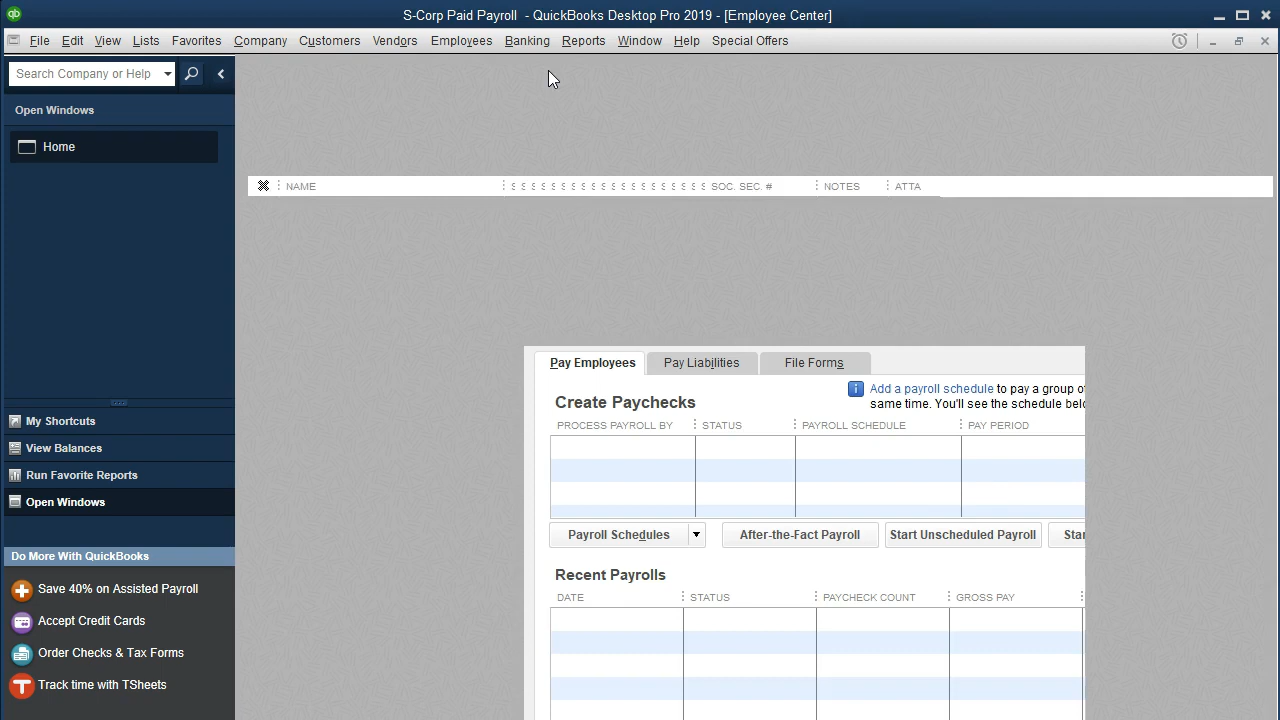 qb
S-Corp Paid Payroll - QuickBooks Desktop Pro 2019 - [Employee Center]
File Edit View Lists Favorites Company Customers Vendors Employees Banking Reports Window Help Special Offers
Search Company or Help
Open Windows
Home
NAME SOC. SEC. # NOTES ATTA
Pay Employees Pay Liabilities File Forms
Add a payroll schedule to pay a group of
same time. You'll see the schedule belo
Create Paychecks
PROCESS PAYROLL BY STATUS PAYROLL SCHEDULE PAY PERIOD
My Shortcuts
View Balances
Run Favorite Reports
Open Windows
Payroll Schedules After-the-Fact Payroll Start Unscheduled Payroll Star
Do More With QuickBooks
Save 40% on Assisted Payroll
Accept Credit Cards
Order Checks & Tax Forms
Track time with TSheets
Recent Payrolls
DATE STATUS PAYCHECK COUNT GROSS PAY